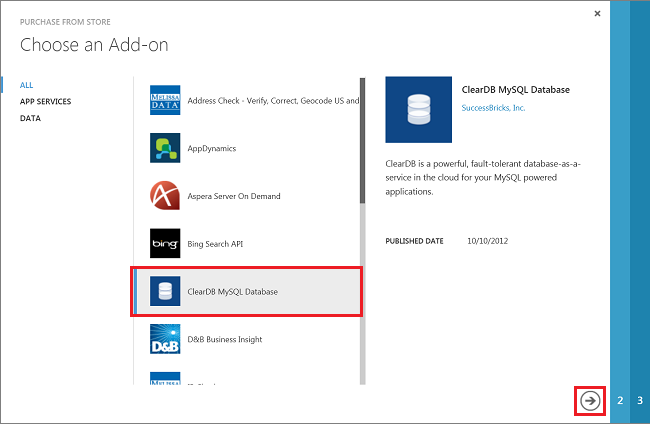 PURCHASE FROM STORE
Choose an Add-on
ALL
APP SERVICES
DATA
MELISSA DATA
Address Check - Verify, Correct, Geocode US and
AppDynamics
Aspera Server On Demand
bing
Bing Search API
ClearDB MySQL Database
D&B
D&B Business Insight
MELISSA
ClearDB MySQL Database
SuccessBricks, Inc.
ClearDB is a powerful, fault-tolerant database-as-a-
service in the cloud for your MySQL powered
applications.
PUBLISHED DATE 10/10/2012
2 3